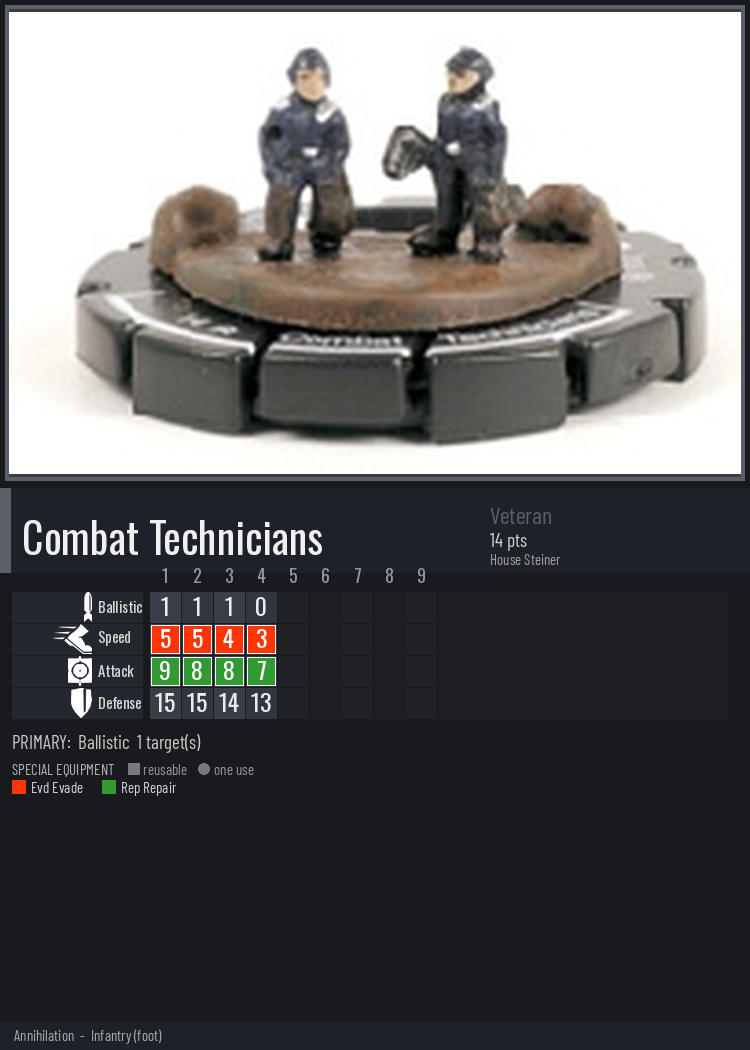 Combat Technicians
Combat Technicians
Veteran
14 pts
House Steiner
1 2 3 4 5 6 7 8 9
Ballistic 1 1 1 0
Speed 5 5 4 3
Attack 9 8 8 7
Defense 15 15 14 13
PRIMARY: Ballistic 1 target(s)
SPECIAL EQUIPMENT reusable one use
Evd Evade Rep Repair
Annihilation - Infantry (foot)